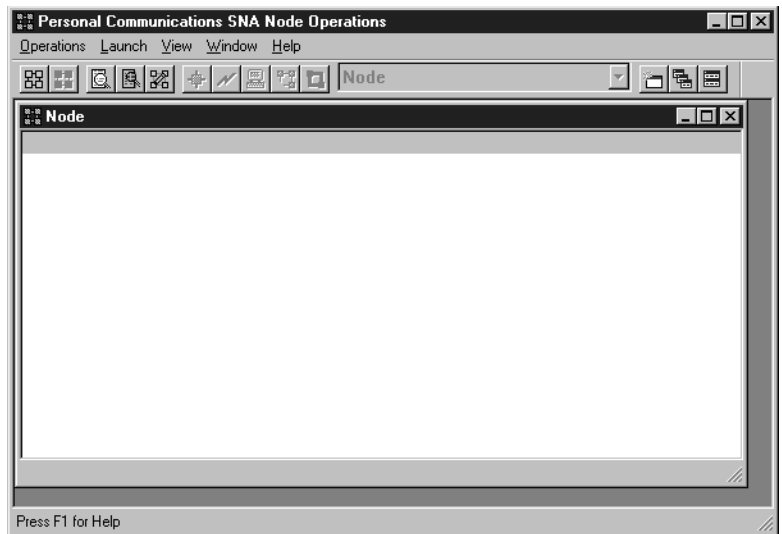 Personal Communications SNA Node Operations
Operations Launch View Window Help
Node
Node
Press F1 for Help